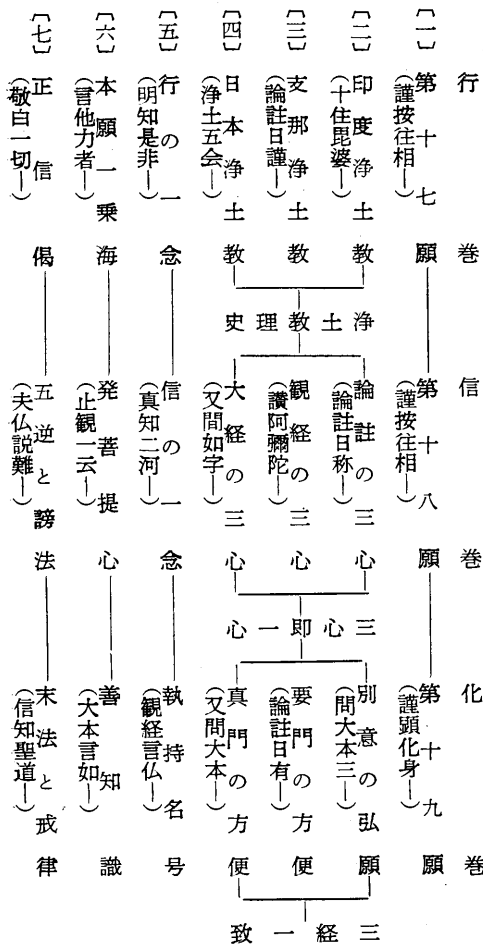 行巻
信巻
化巻
〔一〕
第十七願
(謹按往相―)
第十八願
(謹按往相―)
第十九願
(謹顕化身―)
〔二〕
印度浄土教
(十住毘婆―)
論註の三心
(論註曰称―)
別意の弘願
(問大本三―)
〔三〕
支那浄土教
(論註曰謹―)
観経の三心
(讃阿彌陀―)
要門の方便
(論註曰有―)
〔四〕
日本浄土教
(浄土五会―)
大経の三心
(又問如字―)
真門の方便
(又問大本―)
浄土教理史
三心即一心
三経一致
〔五〕
行の一念
(明知是非―)
信の一念
(真知二河―)
執持名号
(観経言仏―)
〔六〕
本願一乗海
(言他力者―)
発菩提心
(止観一云―)
善知識
(大本言如―)
〔七〕
正信偈
(敬白一切―)
五逆と謗法
(夫仏説難―)
末法と戒律
(信知聖道―)